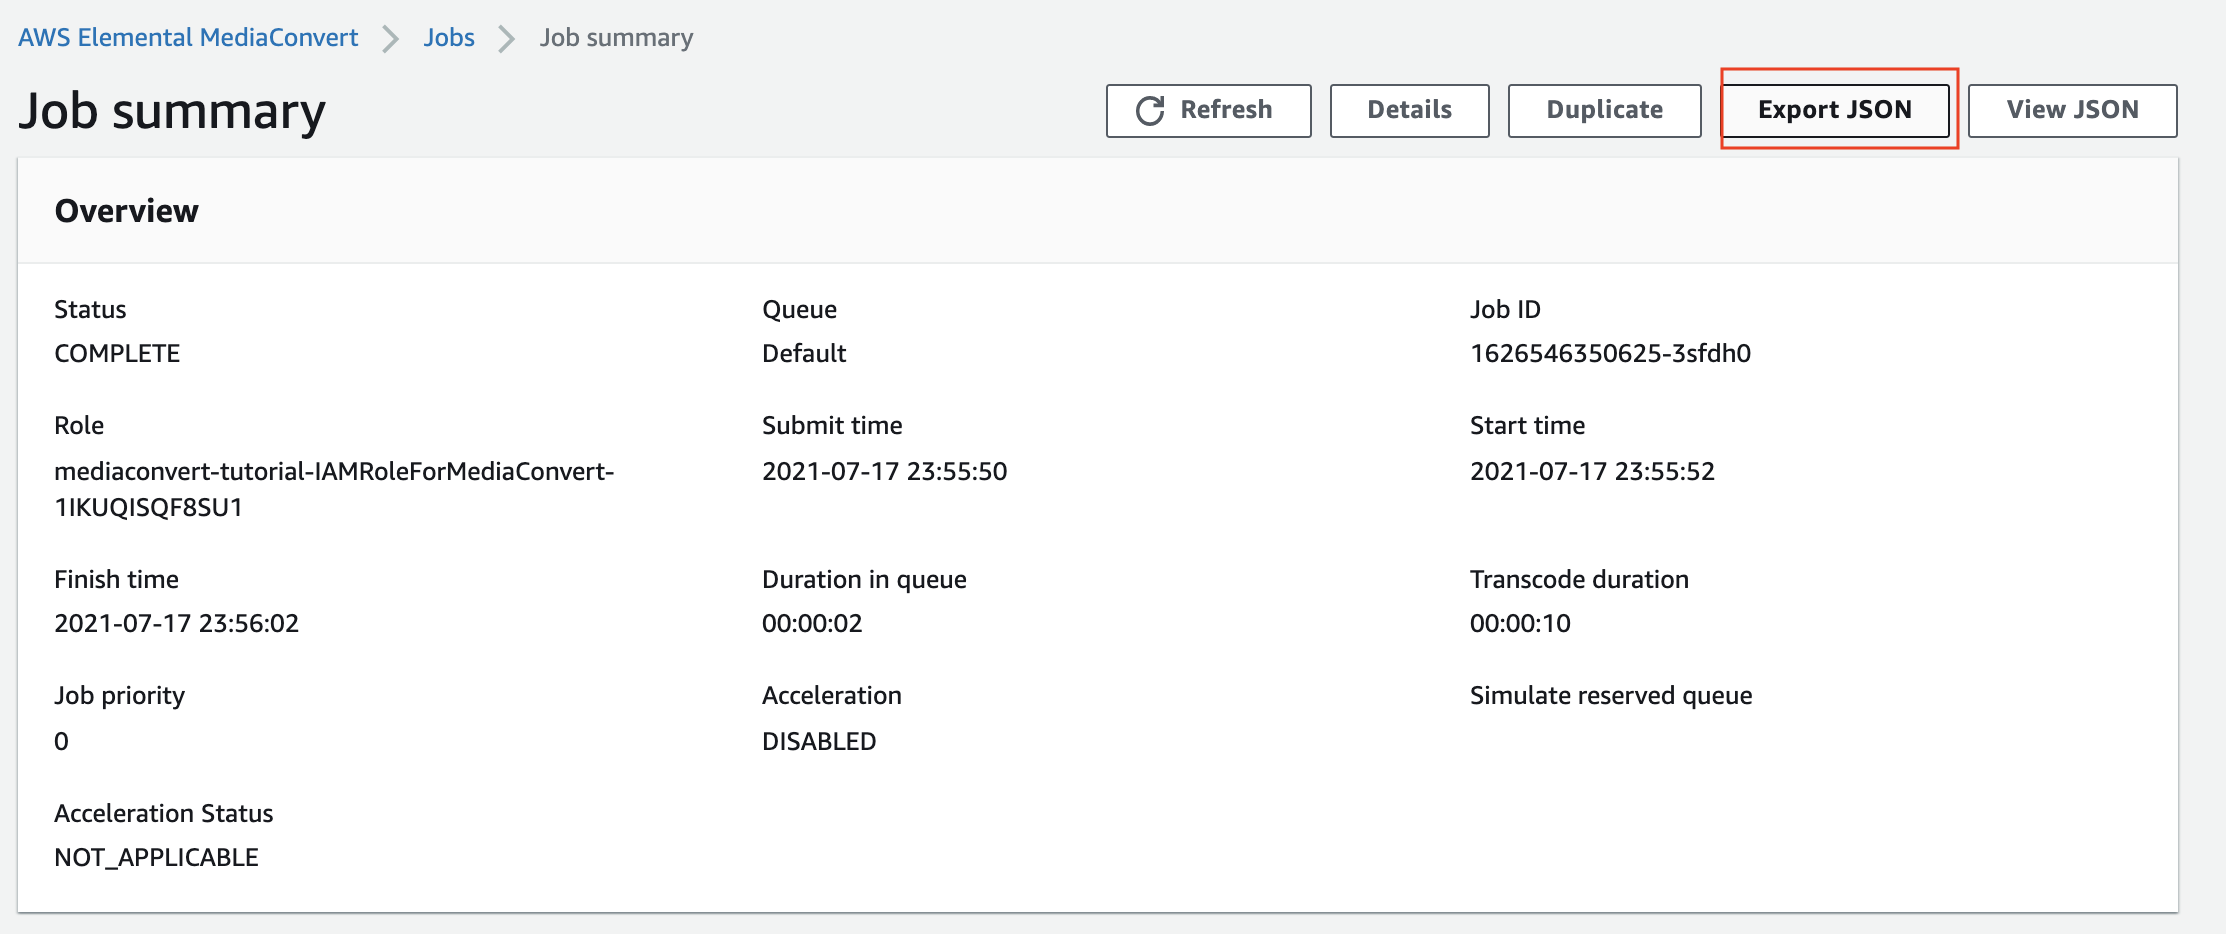 AWS Elemental MediaConvert > Jobs > Job summary
Job summary
Refresh
Details
Duplicate
Export JSON
View JSON
Overview
Status
COMPLETE
Queue
Default
Job ID
1626546350625-3sfdh0
Role
mediaconvert-tutorial-IAMRoleForMediaConvert-
1IKUQISQF8SU1
Submit time
2021-07-17 23:55:50
Start time
2021-07-17 23:55:52
Finish time
2021-07-17 23:56:02
Duration in queue
00:00:02
Transcode duration
00:00:10
Job priority
0
Acceleration
DISABLED
Simulate reserved queue
Acceleration Status
NOT_APPLICABLE